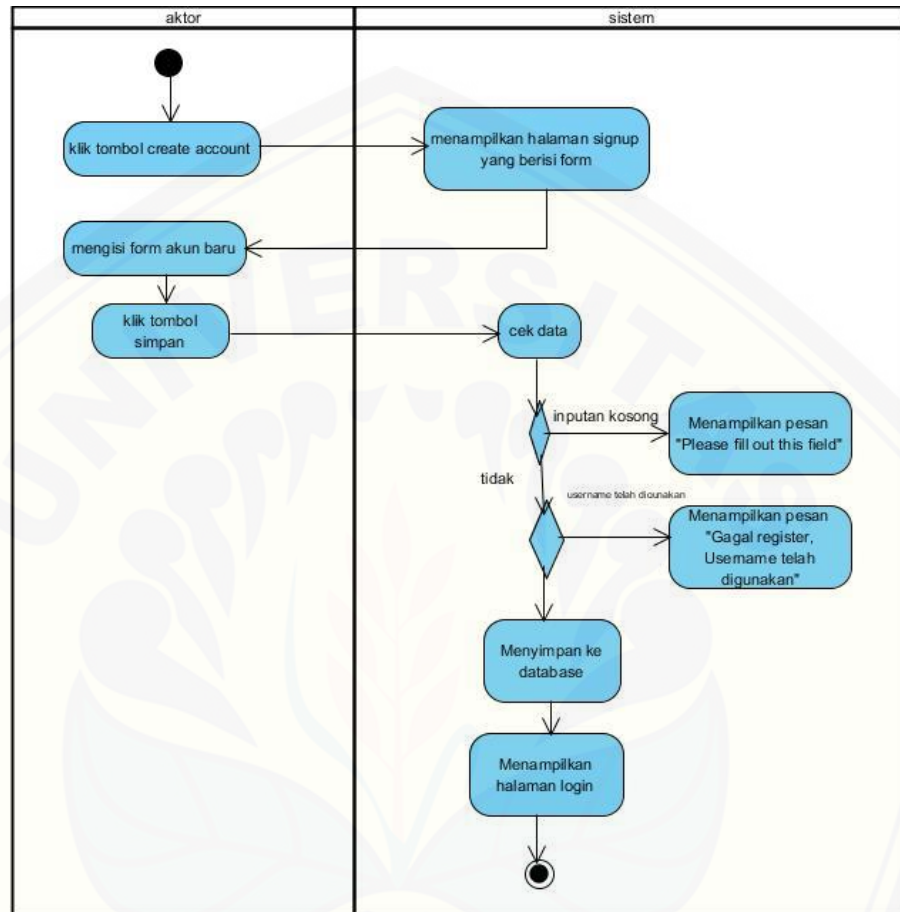 aktor
sistem
klik tombol create account
menampilkan halaman signup
yang berisi form
mengisi form akun baru
klik tombol
simpan
cek data
inputan kosong
Menampilkan pesan
"Please fill out this field"
tidak
username telah digunakan
Menampilkan pesan
"Gagal register,
Username telah
digunakan"
Menyimpan ke
database
Menampilkan
halaman login
UNIVERSITAS